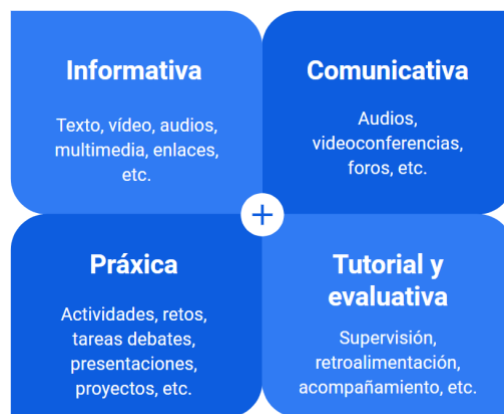 Informativa
Texto, vídeo, audios,
multimedia, enlaces,
etc.
Comunicativa
Audios,
videoconferencias,
foros, etc.
Práxica
Actividades, retos,
tareas debates,
presentaciones,
proyectos, etc.
Tutorial y
evaluativa
Supervisión,
retroalimentación,
acompañamiento, etc.